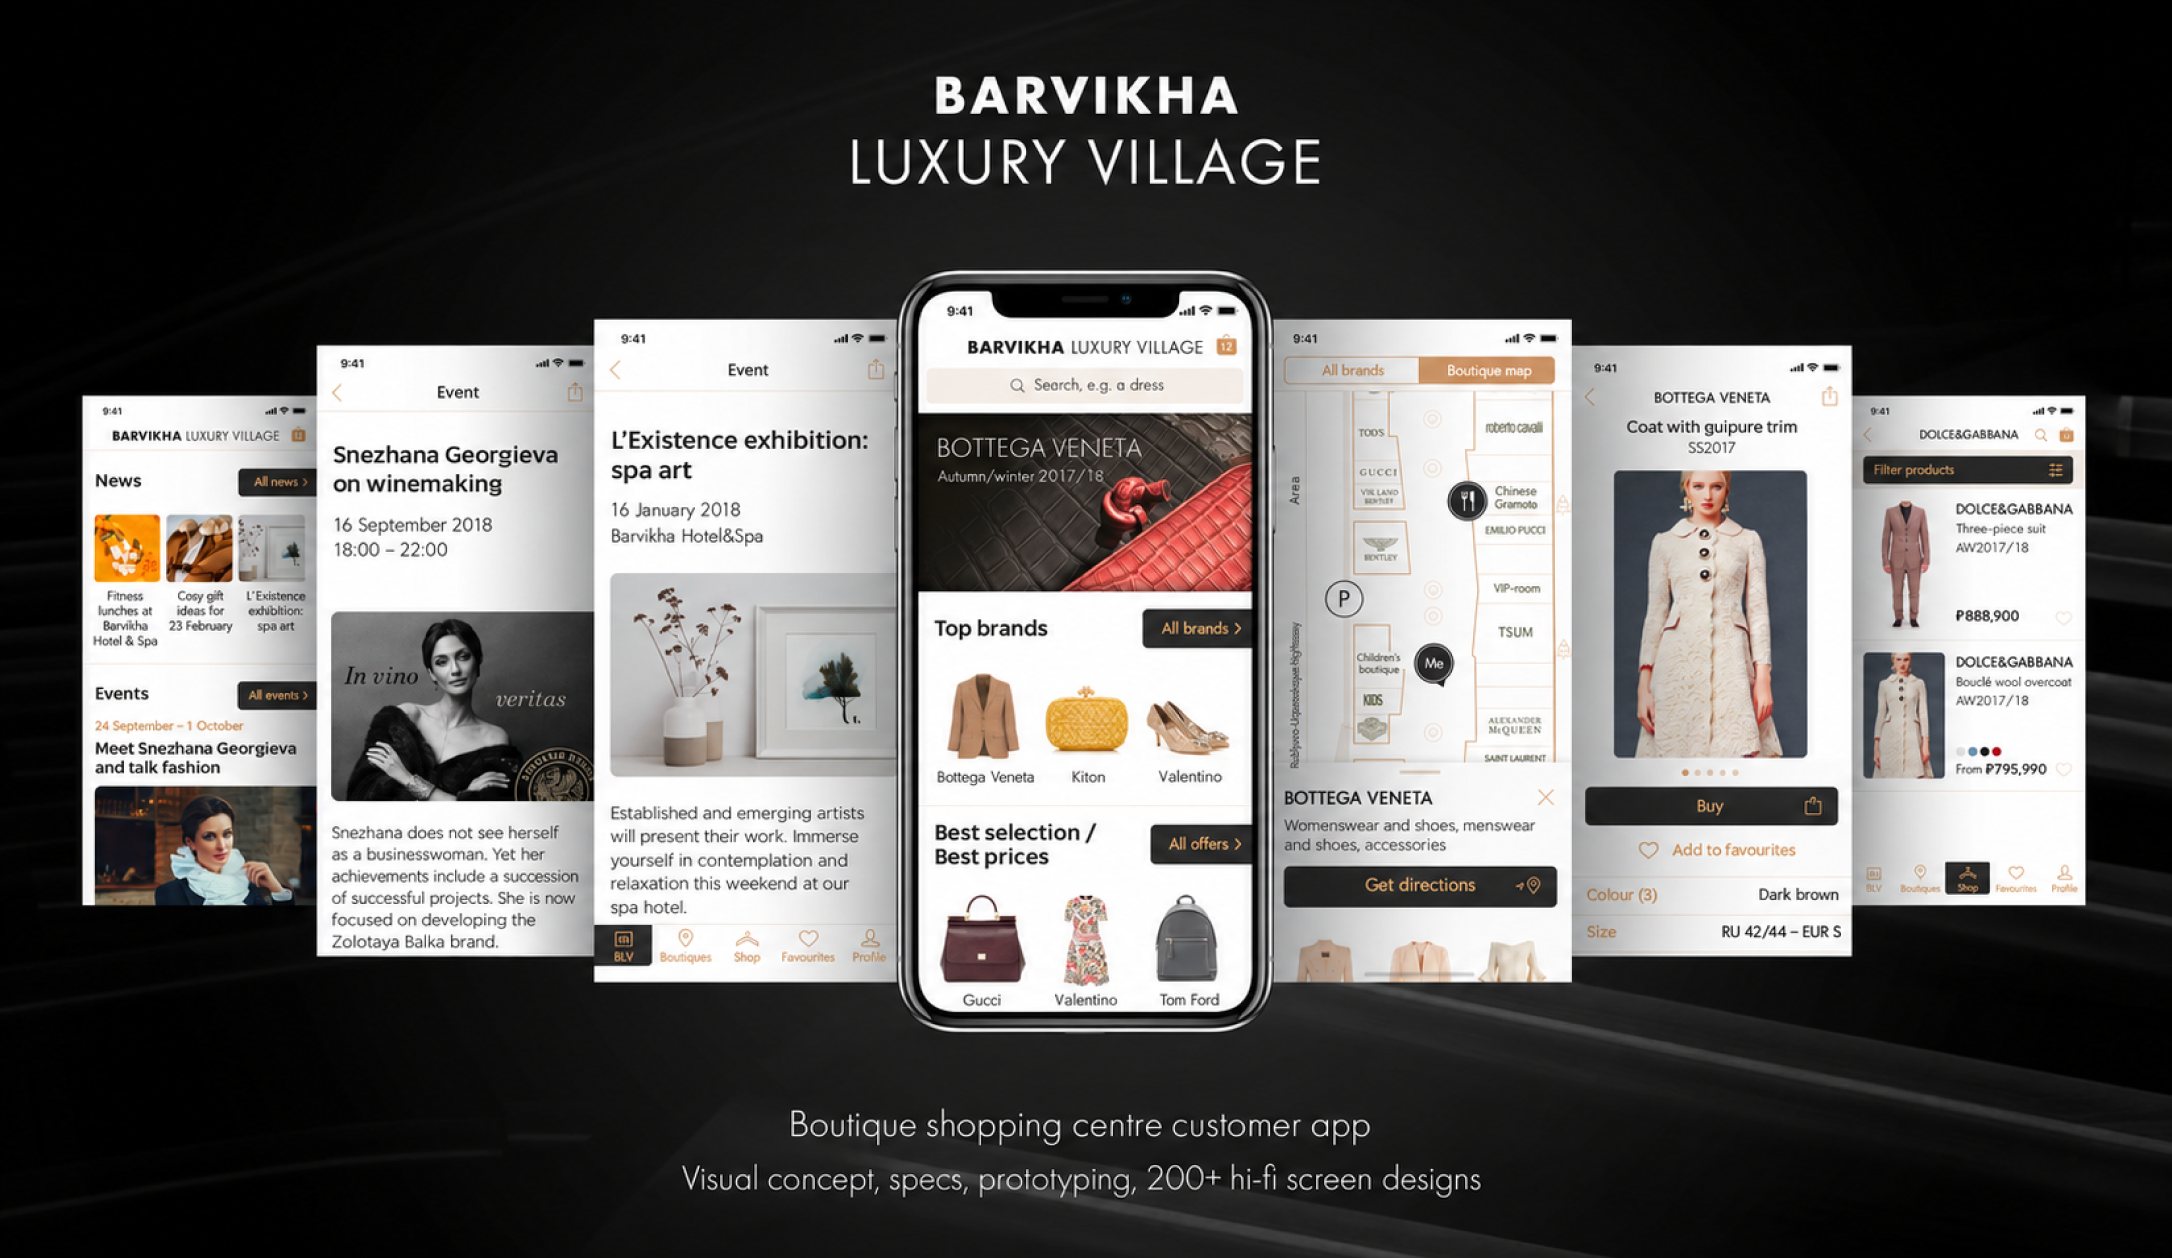 BARVIKHA
LUXURY VILLAGE
9:41
BARVIKHA LUXURY VILLAGE 12
News
All news >
Fitness
lunches at
Barvikha
Hotel & Spa
Cosy gift
ideas for
23 February
L'Existence
exhibition:
spa art
Events
All events >
24 September – 1 October
Meet Snezhana Georgieva
and talk fashion
9:41
Event
Snezhana Georgieva
on winemaking
16 September 2018
18:00 – 22:00
In vino
veritas
Snezhana does not see herself
as a businesswoman. Yet her
achievements include a succession
of successful projects. She is now
focused on developing the
Zolotaya Balka brand.
9:41
Event
L'Existence exhibition:
spa art
16 January 2018
Barvikha Hotel&Spa
Established and emerging artists
will present their work. Immerse
yourself in contemplation and
relaxation this weekend at our
spa hotel.
BLV
Boutiques
Shop
Favourites
Profile
9:41
BARVIKHA LUXURY VILLAGE 12
Search, e.g. a dress
BOTTEGA VENETA
Autumn/winter 2017/18
Top brands
All brands >
Bottega Veneta
Kiton
Valentino
Best selection /
Best prices
All offers >
Gucci
Valentino
Tom Ford
9:41
All brands
Boutique map
TOD'S
roberto cavalli
GUCCI
Area
Chinese
Gramoto
EMILIO PUCCI
BENTLEY
VIP-room
P
TSUM
Children's
boutique
Me
KIDS
ALEXANDER
McQUEEN
SAINT LAURENT
BOTTEGA VENETA
Womenswear and shoes, menswear
and shoes, accessories
Get directions
9:41
BOTTEGA VENETA
Coat with guipure trim
SS2017
Buy
Add to favourites
Colour (3)
Dark brown
Size
RU 42/44 – EUR S
9:41
DOLCE&GABBANA
Filter products
DOLCE&GABBANA
Three-piece suit
AW2017/18
₽888,900
DOLCE&GABBANA
Bouclé wool overcoat
AW2017/18
From ₽795,990
BLV
Boutiques
Shop
Favourites
Profile
Boutique shopping centre customer app
Visual concept, specs, prototyping, 200+ hi-fi screen designs